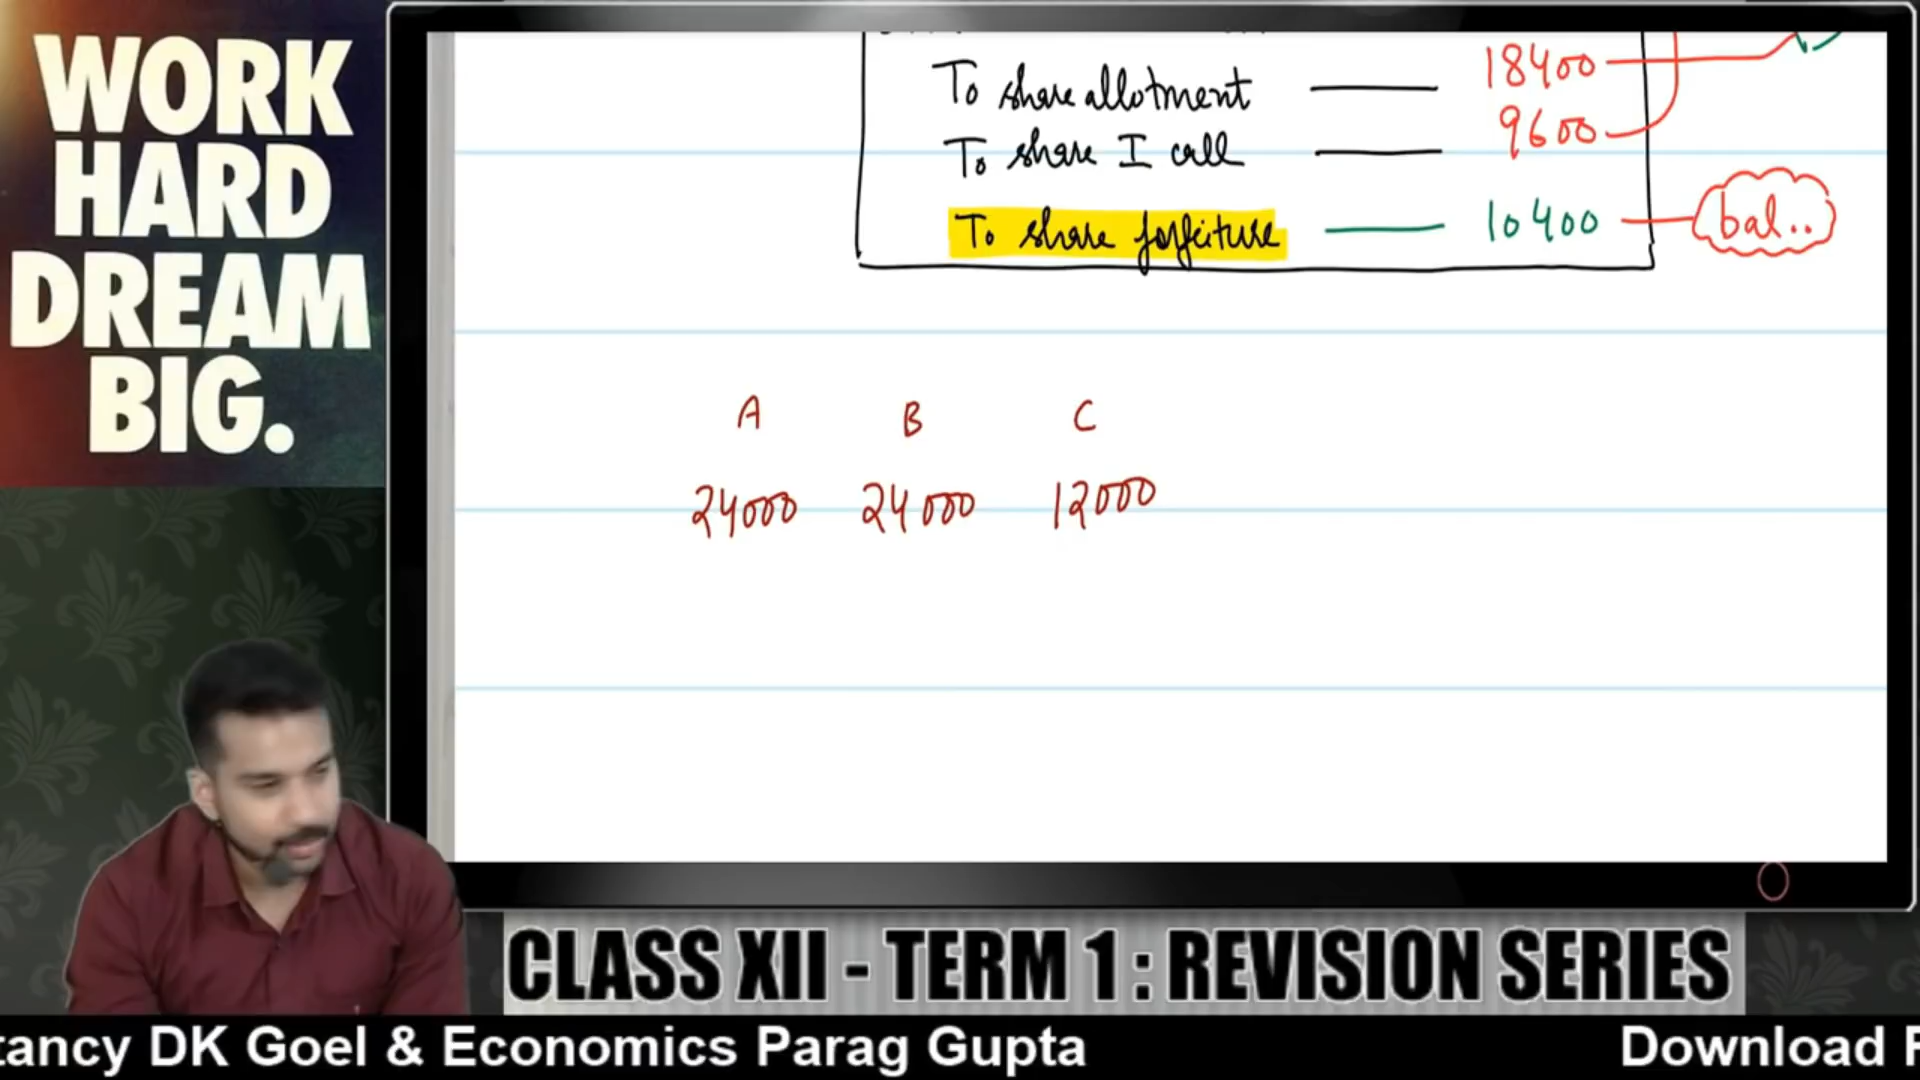 WORK
HARD
DREAM
BIG.
To share allotment 18400
To share I call 9600
To share forfeiture 10400 bal..
A B C
24000 24000 12000
CLASS XII - TERM 1 : REVISION SERIES
tancy DK Goel & Economics Parag Gupta Download F